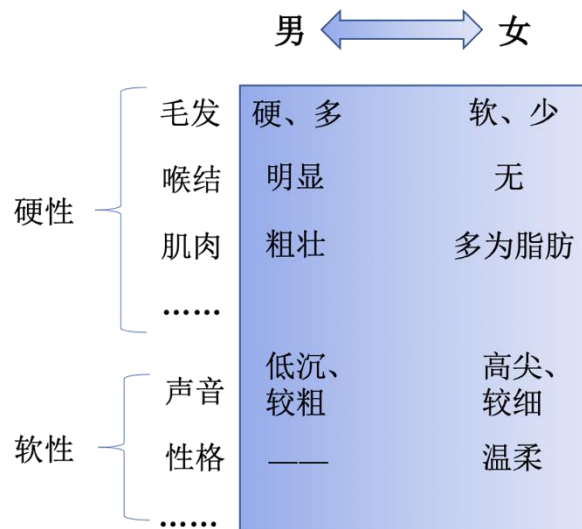 男 女
毛发 硬、多 软、少
喉结 明显 无
硬性
肌肉 粗壮 多为脂肪
……
低沉、 高尖、
声音
较粗 较细
软性 性格 —— 温柔
……